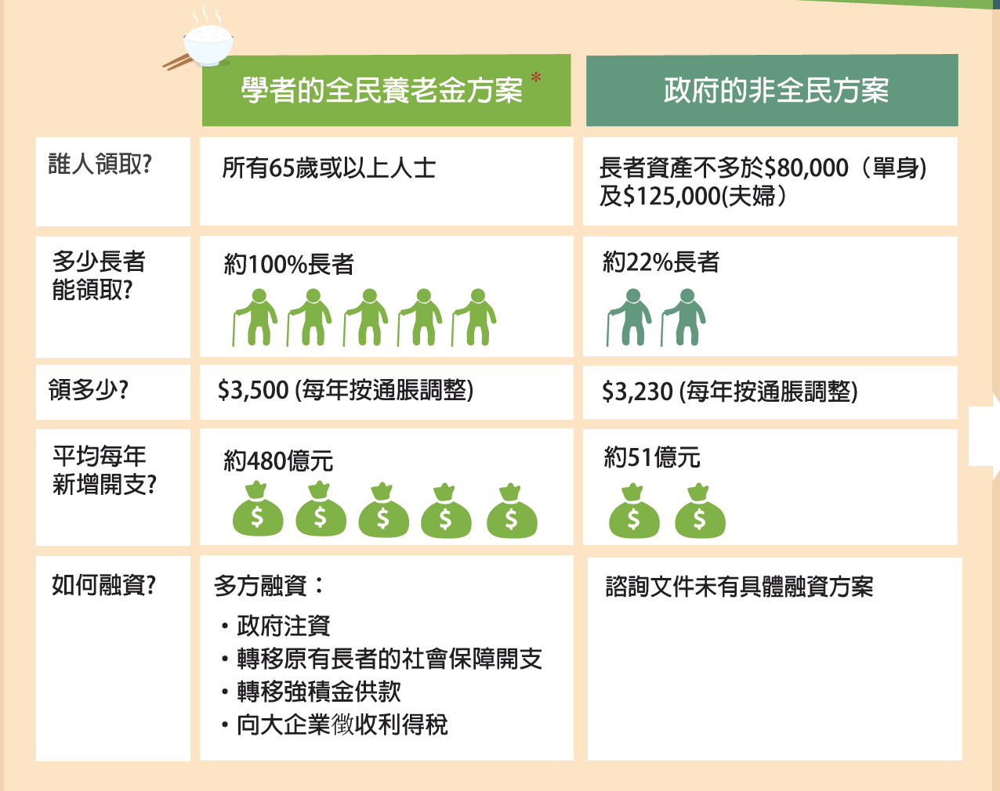 學者的全民養老金方案*
政府的非全民方案
誰人領取?
所有65歲或以上人士
長者資產不多於$80,000（單身)
及$125,000(夫婦）
多少長者
能領取?
約100%長者
約22%長者
領多少?
$3,500 (每年按通脹調整)
$3,230 (每年按通脹調整)
平均每年
新增開支?
約480億元
$ $ $ $ $
約51億元
$ $
如何融資?
多方融資：
・政府注資
・轉移原有長者的社會保障開支
・轉移強積金供款
・向大企業徵收利得稅
諮詢文件未有具體融資方案